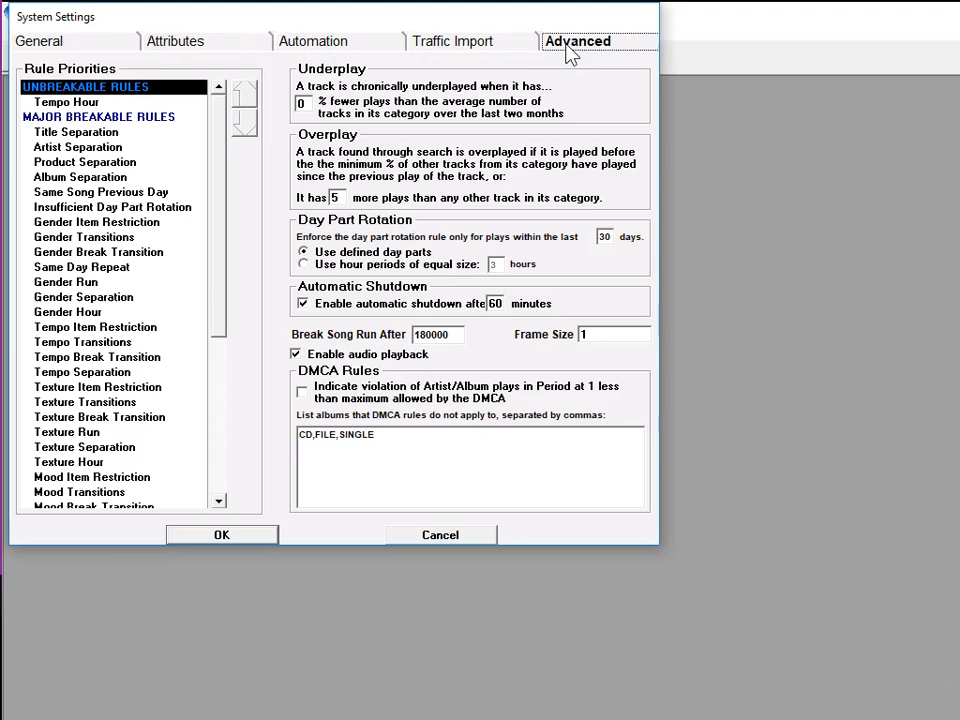 System Settings
General
Attributes
Automation
Traffic Import
Advanced
Rule Priorities
UNBREAKABLE RULES
Tempo Hour
MAJOR BREAKABLE RULES
Title Separation
Artist Separation
Product Separation
Album Separation
Same Song Previous Day
Insufficient Day Part Rotation
Gender Item Restriction
Gender Transitions
Gender Break Transition
Same Day Repeat
Gender Run
Gender Separation
Gender Hour
Tempo Item Restriction
Tempo Transitions
Tempo Break Transition
Tempo Separation
Texture Item Restriction
Texture Transitions
Texture Break Transition
Texture Run
Texture Separation
Texture Hour
Mood Item Restriction
Mood Transitions
Mood Break Transition
Underplay
A track is chronically underplayed when it has...
0 % fewer plays than the average number of
tracks in its category over the last two months
Overplay
A track found through search is overplayed if it is played before
the the minimum % of other tracks from its category have played
since the previous play of the track, or:
It has 5 more plays than any other track in its category.
Day Part Rotation
Enforce the day part rotation rule only for plays within the last 30 days.
Use defined day parts
Use hour periods of equal size: 3 hours
Automatic Shutdown
Enable automatic shutdown afte 60 minutes
Break Song Run After 180000 Frame Size 1
Enable audio playback
DMCA Rules
Indicate violation of Artist/Album plays in Period at 1 less
than maximum allowed by the DMCA
List albums that DMCA rules do not apply to, separated by commas:
CD,FILE,SINGLE
OK
Cancel